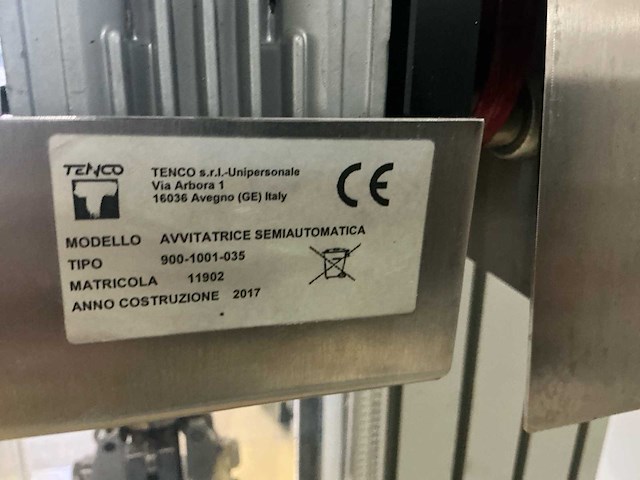 TENCO
TENCO s.r.l.-Unipersonale
Via Arbora 1
16036 Avegno (GE) Italy
CE
MODELLO AVVITATRICE SEMIAUTOMATICA
TIPO 900-1001-035
MATRICOLA 11902
ANNO COSTRUZIONE 2017